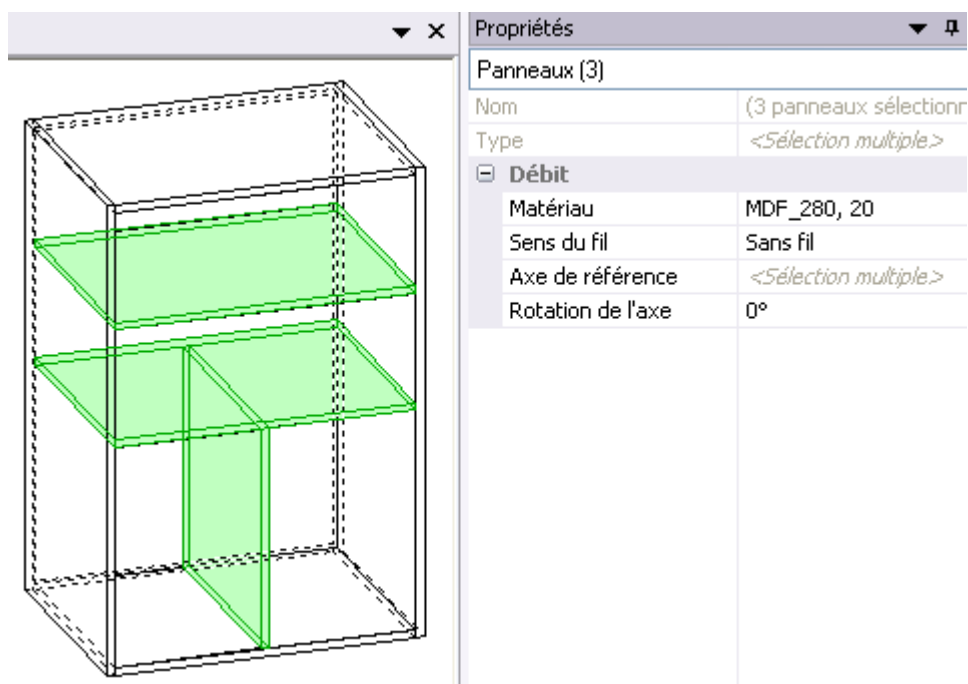 Propriétés
Panneaux (3)
Nom (3 panneaux sélectionn
Type <Sélection multiple>
Débit
Matériau MDF_280, 20
Sens du fil Sans fil
Axe de référence <Sélection multiple>
Rotation de l'axe 0°